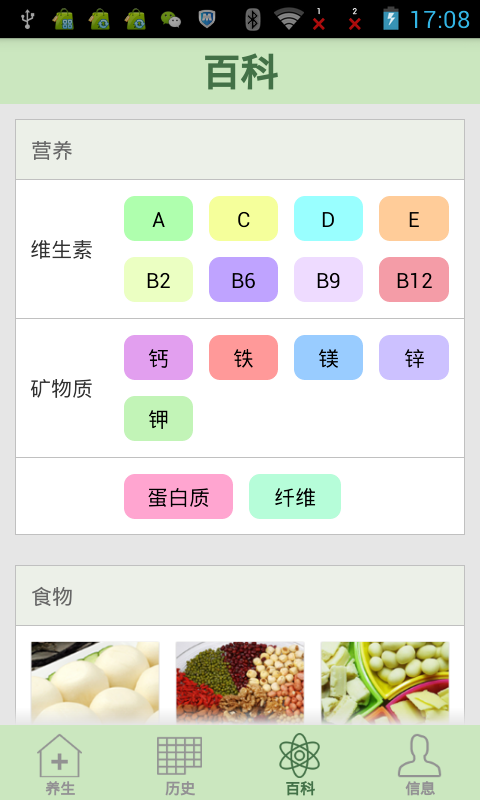 1 2 17:08
百科
营养
维生素
A C D E
B2 B6 B9 B12
矿物质
钙 铁 镁 锌
钾
蛋白质 纤维
食物
养生 历史 百科 信息